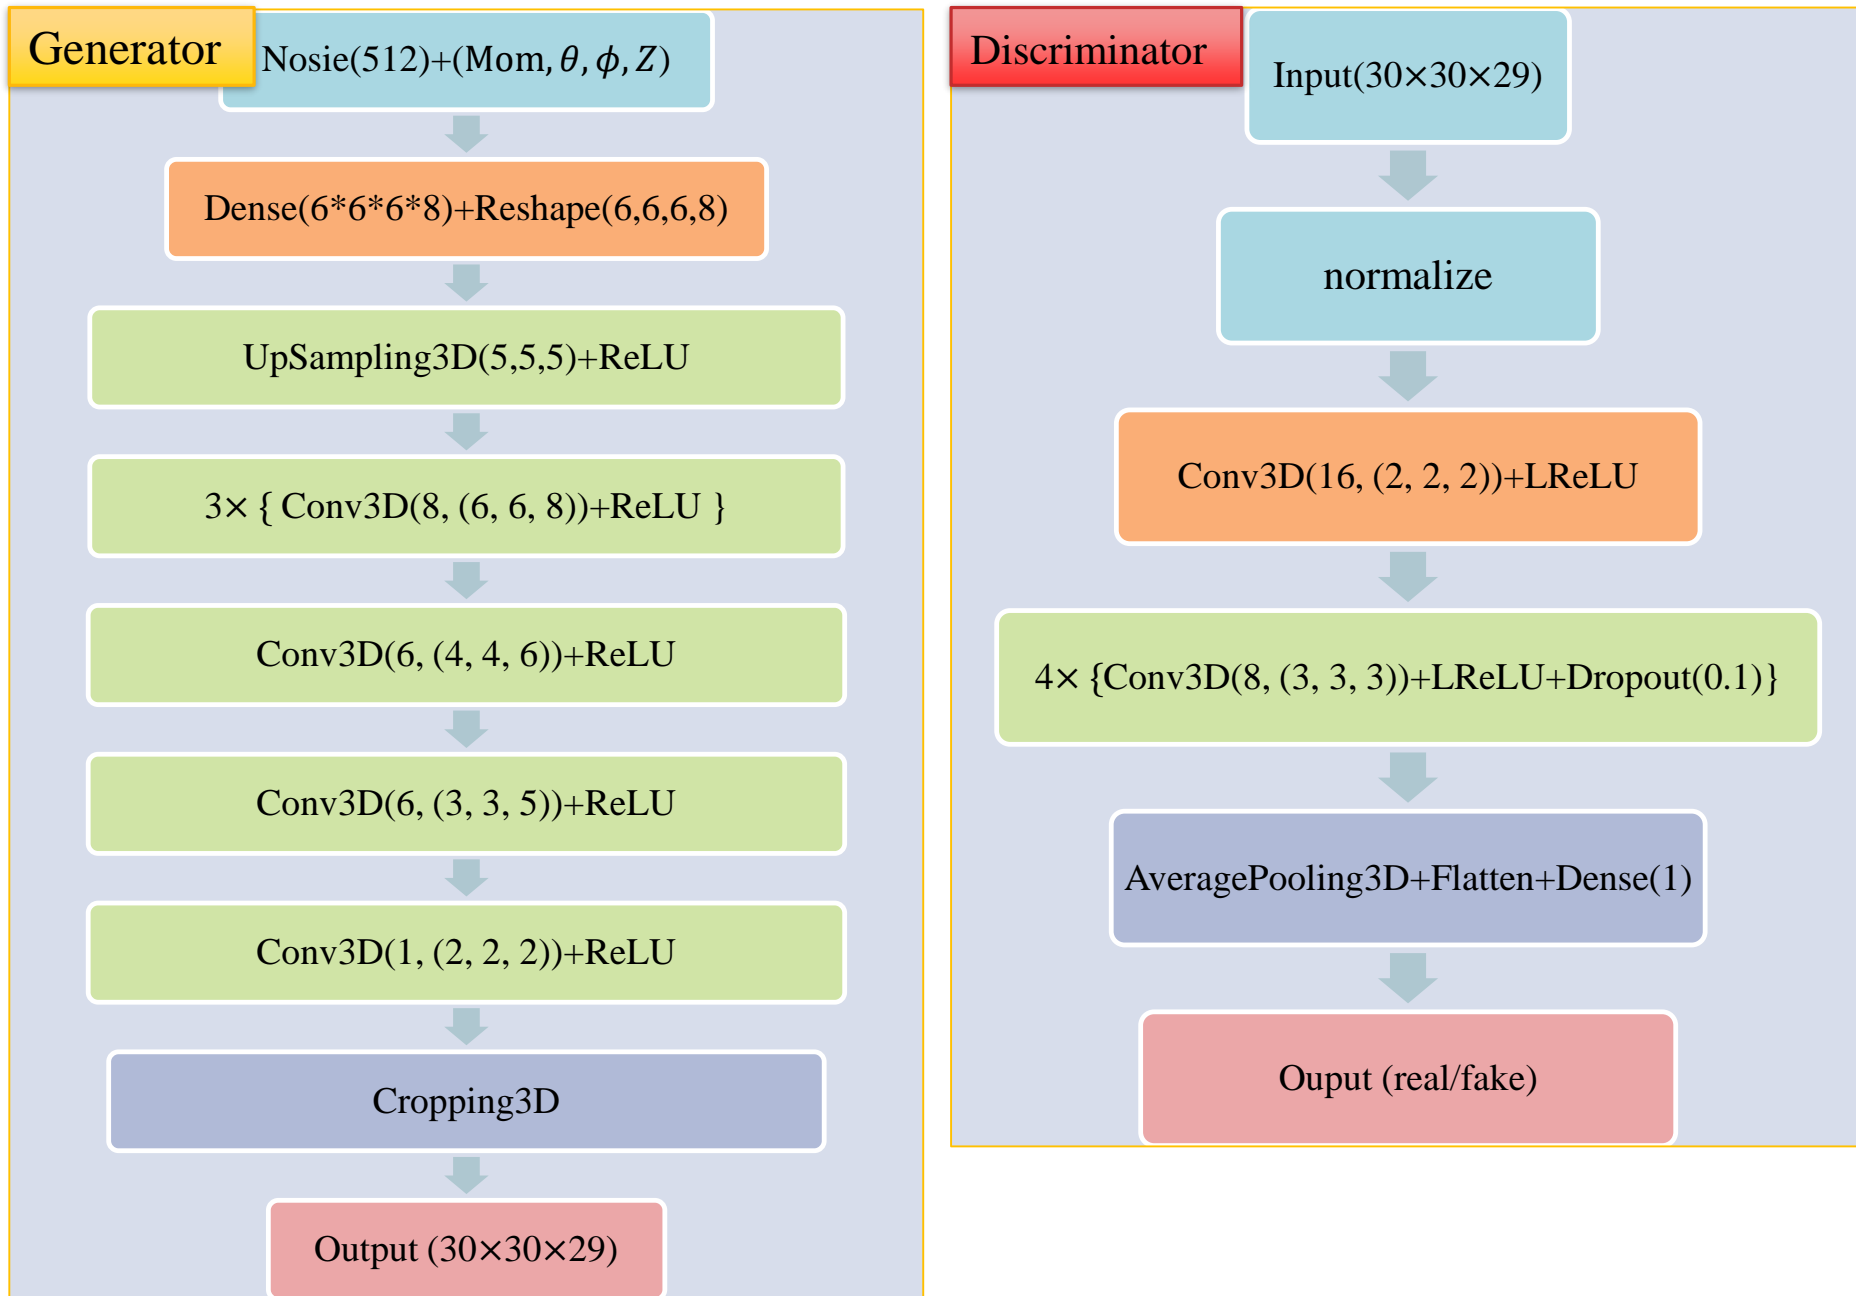 Generator
Nosie(512)+(Mom, θ, ϕ, Z)
Dense(6*6*6*8)+Reshape(6,6,6,8)
UpSampling3D(5,5,5)+ReLU
3× { Conv3D(8, (6, 6, 8))+ReLU }
Conv3D(6, (4, 4, 6))+ReLU
Conv3D(6, (3, 3, 5))+ReLU
Conv3D(1, (2, 2, 2))+ReLU
Cropping3D
Output (30×30×29)
Discriminator
Input(30×30×29)
normalize
Conv3D(16, (2, 2, 2))+LReLU
4× {Conv3D(8, (3, 3, 3))+LReLU+Dropout(0.1)}
AveragePooling3D+Flatten+Dense(1)
Ouput (real/fake)